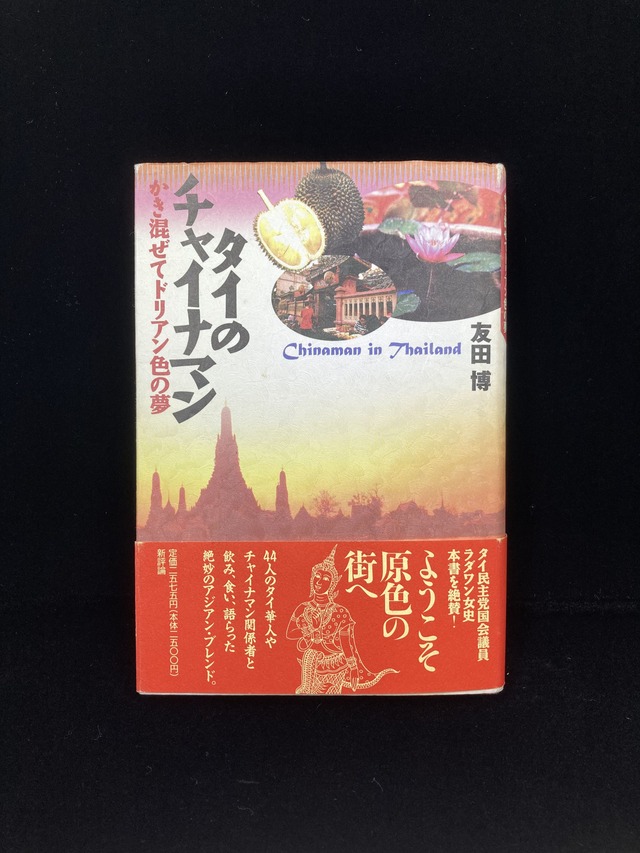 タイの
チャイナマン
かき混ぜてドリアン色の夢
Chinaman in Thailand
友田 博
タイ民主党国会議員
ラダワン女史
本書を絶賛!
ようこそ
原色の
街へ
44人のタイ華人や
チャイナマン関係者と
飲み、食い、語らった
絶妙のアジアン・ブレンド。
定価二五七五円(本体二五〇〇円)
新評論